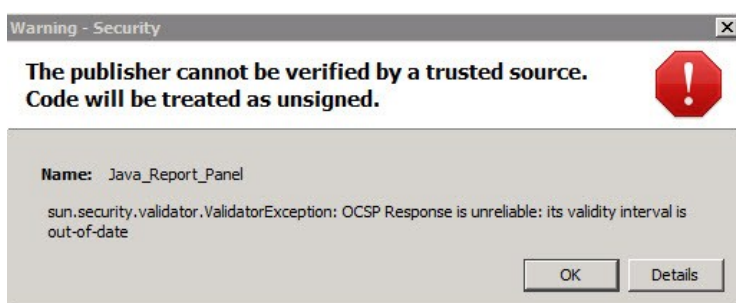 Warning - Security
The publisher cannot be verified by a trusted source.
Code will be treated as unsigned.
Name: Java_Report_Panel
sun.security.validator.ValidatorException: OCSP Response is unreliable: its validity interval is
out-of-date
OK Details